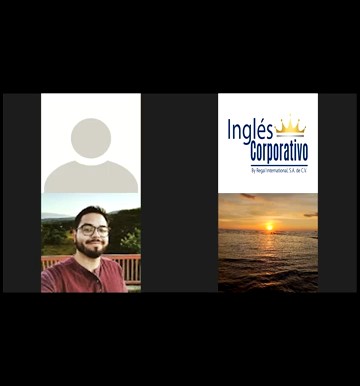 Inglés
Corporativo
By Regal International, S.A. de C.V.